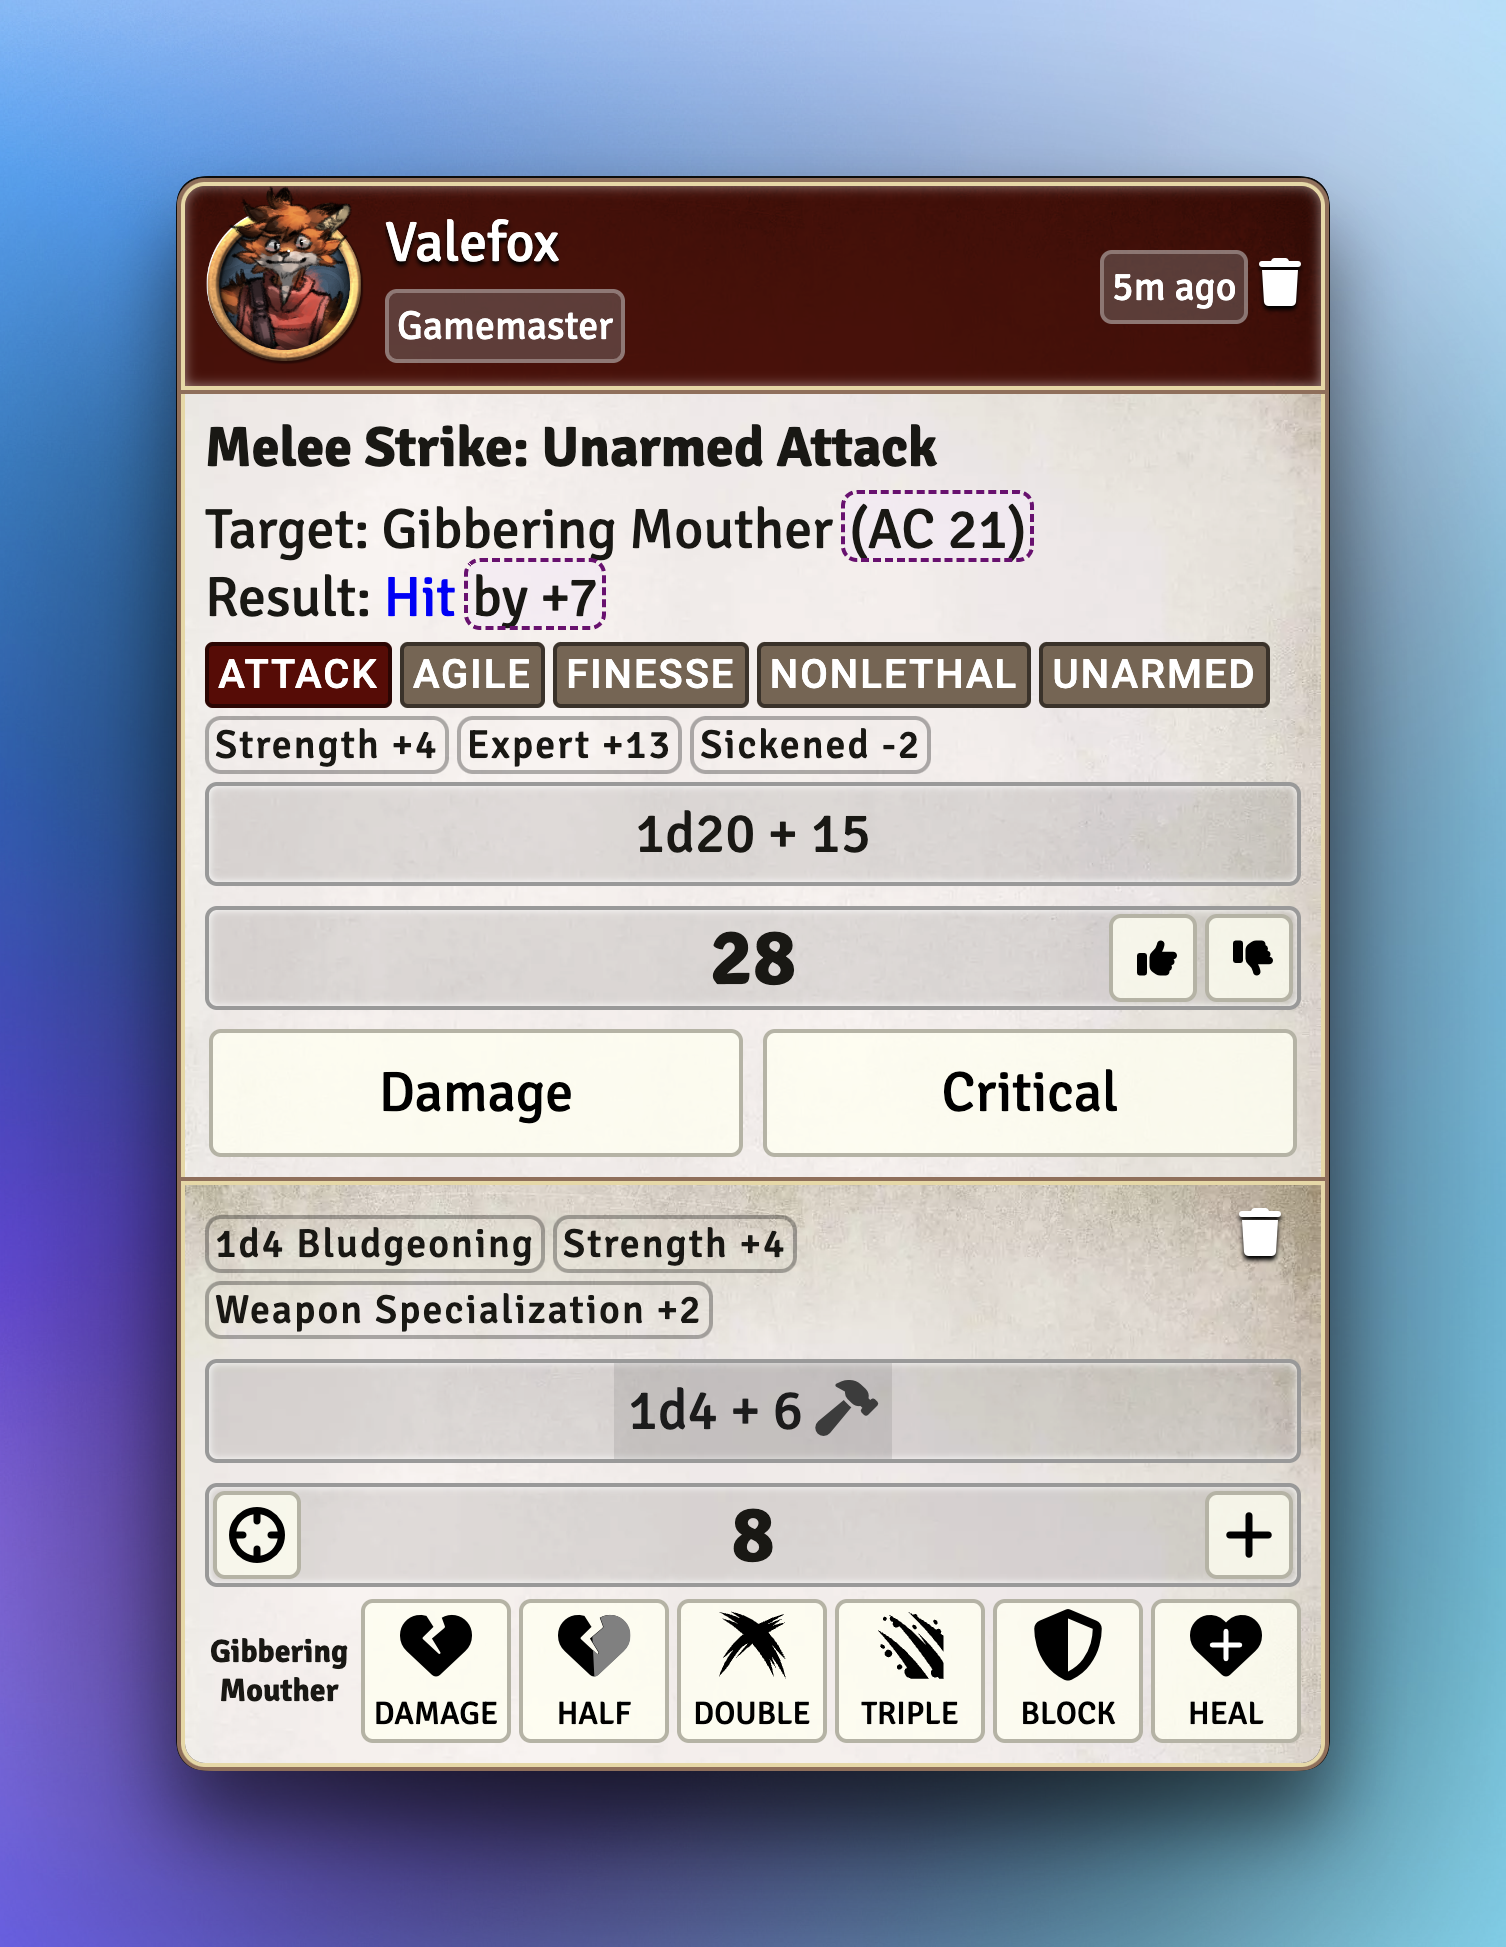 Valefox
Gamemaster
5m ago
Melee Strike: Unarmed Attack
Target: Gibbering Mouther (AC 21)
Result: Hit by +7
ATTACK AGILE FINESSE NONLETHAL UNARMED
Strength +4 Expert +13 Sickened -2
1d20 + 15
28
Damage Critical
1d4 Bludgeoning Strength +4
Weapon Specialization +2
1d4 + 6
8
Gibbering
Mouther
DAMAGE HALF DOUBLE TRIPLE BLOCK HEAL